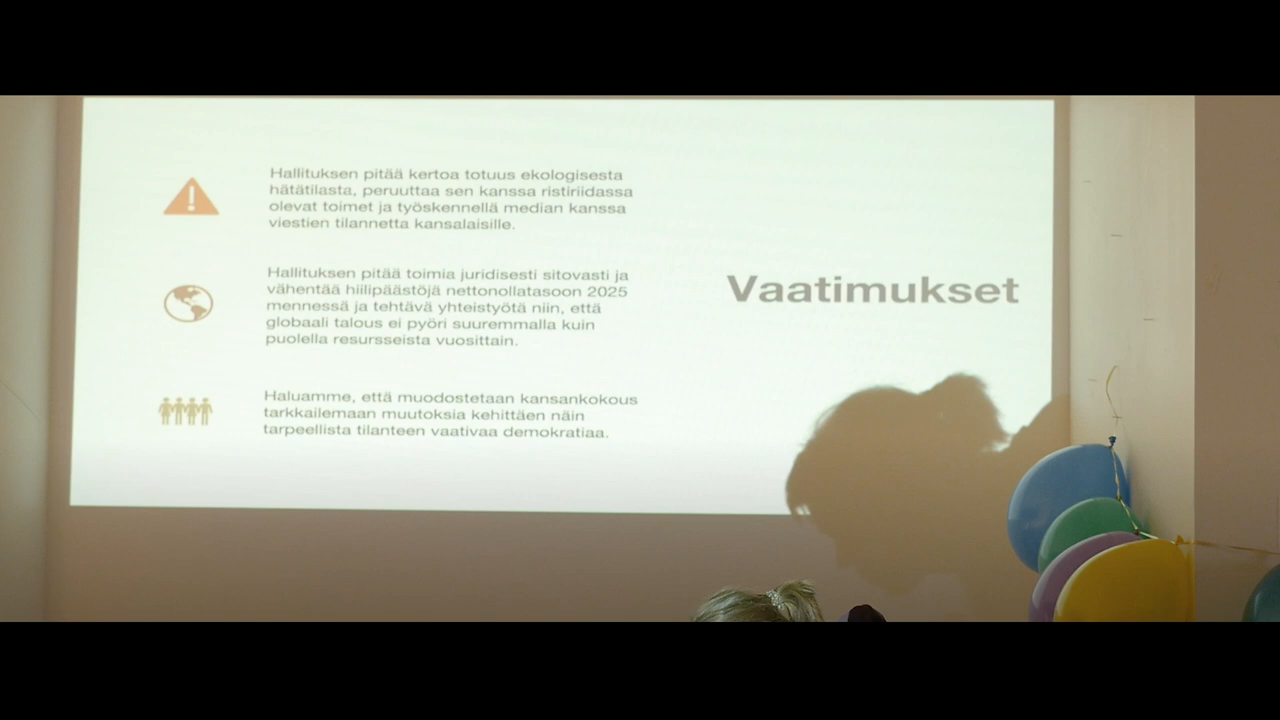 Hallituksen pitää kertoa totuus ekologisesta
hätätilasta, peruuttaa sen kanssa ristiriidassa
olevat toimet ja työskennellä median kanssa
viestien tilannetta kansalaisille.
Hallituksen pitää toimia juridisesti sitovasti ja
vähentää hiilipäästöjä nettonollatasoon 2025
mennessä ja tehtävä yhteistyötä niin, että
globaali talous ei pyöri suuremmalla kuin
puolella resursseista vuosittain.
Haluamme, että muodostetaan kansankokous
tarkkailemaan muutoksia kehittäen näin
tarpeellista tilanteen vaativaa demokratiaa.
Vaatimukset